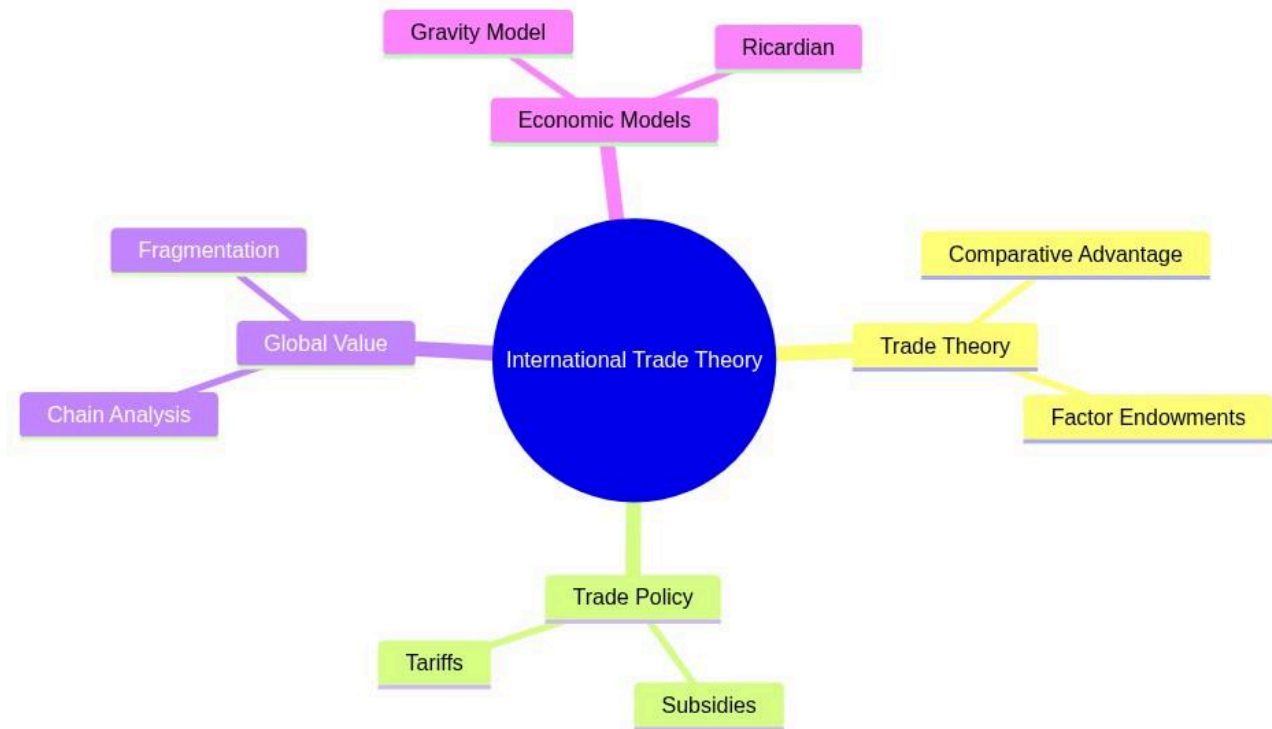 Gravity Model
Ricardian
Economic Models
Fragmentation
Comparative Advantage
Global Value
International Trade Theory
Trade Theory
Chain Analysis
Factor Endowments
Trade Policy
Tariffs
Subsidies